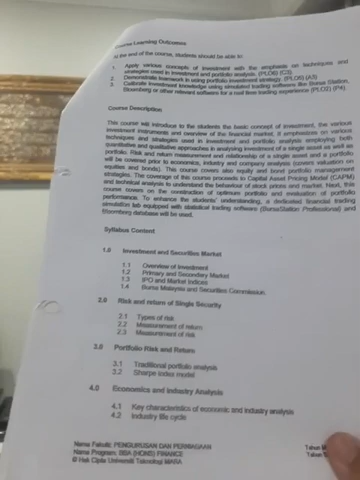 Course Learning Outcomes
At the end of the course, students should be able to:
1. Apply various concepts of investment with the emphasis on techniques and
strategies used in investment and portfolio analysis. (PLO6) (C3)
2. Demonstrate teamwork in using portfolio investment strategy. (PLO5) (A3)
3. Cultivate investment knowledge using simulated trading software like Bursa Station,
Bloomberg or other relevant software for a real time trading experience (PLO2) (P4)
Course Description
This course will introduce to the students the basic concept of investment, the various
investment instruments and overview of the financial market, it emphasizes on various
techniques and strategies used in investment and portfolio analysis employing both
quantitative and qualitative approaches in analysing investment of a single asset as well as
portfolio. Risk and return measurement and relationship of a single asset and a portfolio
will be covered prior to economics, industry and company analysis (covers valuation on
equities and bonds). This course covers also equity and bond portfolio management
strategies. The coverage of this course proceeds to Capital Asset Pricing Model (CAPM)
and technical analysis to understand the behaviour of stock prices and market. Next, this
course covers on the construction of optimum portfolio and evaluation of portfolio
performance. To enhance the students' understanding, a dedicated financial trading
simulation lab equipped with statistical trading software (BursaStation Professional) and
Bloomberg database will be used.
Syllabus Content
1.0 Investment and Securities Market
1.1 Overview of Investment
1.2 Primary and Secondary Market
1.3 IPO and Market Indices
1.4 Bursa Malaysia and Securities Commission
2.0 Risk and return of Single Security
2.1 Types of risk
2.2 Measurement of return
2.3 Measurement of risk
3.0 Portfolio Risk and Return
3.1 Traditional portfolio analysis
3.2 Sharpe index model
4.0 Economics and Industry Analysis
4.1 Key characteristics of economic and industry analysis
4.2 Industry life cycle
Nama Fakulti: PENGURUSAN DAN PERNIAGAAN
Nama Program: BBA (HONS) FINANCE
© Hak Cipta Universiti Teknologi MARA
Tahun
Tahun